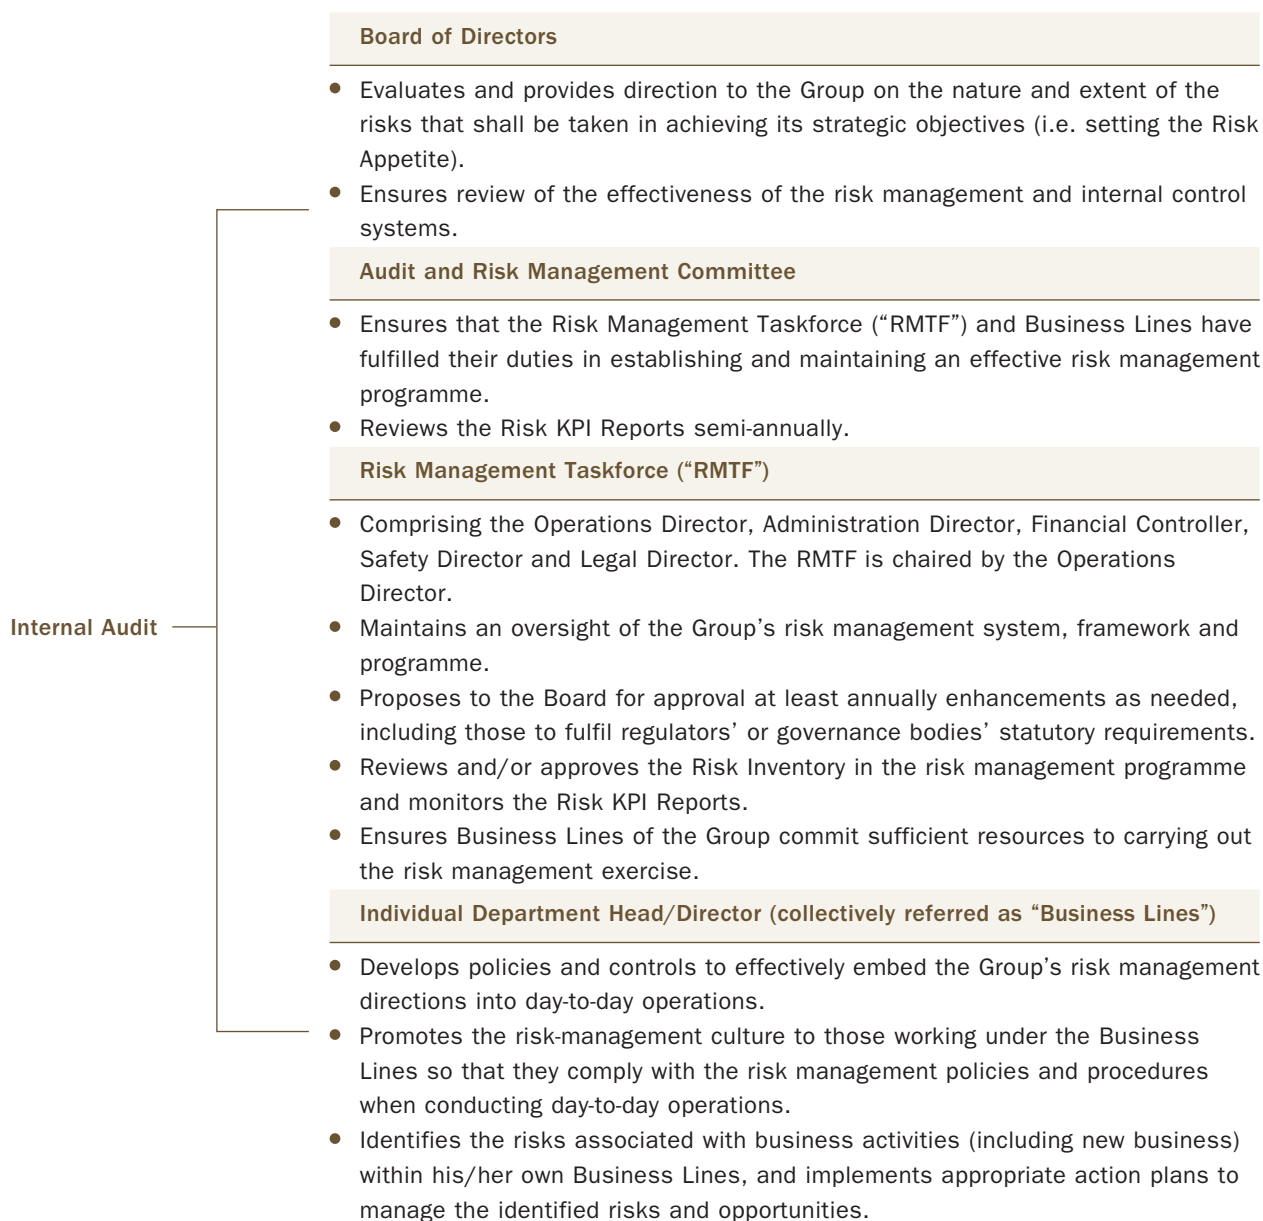 Board of Directors
● Evaluates and provides direction to the Group on the nature and extent of the
risks that shall be taken in achieving its strategic objectives (i.e. setting the Risk
Appetite).
● Ensures review of the effectiveness of the risk management and internal control
systems.
Audit and Risk Management Committee
● Ensures that the Risk Management Taskforce (“RMTF”) and Business Lines have
fulfilled their duties in establishing and maintaining an effective risk management
programme.
● Reviews the Risk KPI Reports semi-annually.
Risk Management Taskforce (“RMTF”)
● Comprising the Operations Director, Administration Director, Financial Controller,
Safety Director and Legal Director. The RMTF is chaired by the Operations
Director.
Internal Audit
● Maintains an oversight of the Group’s risk management system, framework and
programme.
● Proposes to the Board for approval at least annually enhancements as needed,
including those to fulfil regulators’ or governance bodies’ statutory requirements.
● Reviews and/or approves the Risk Inventory in the risk management programme
and monitors the Risk KPI Reports.
● Ensures Business Lines of the Group commit sufficient resources to carrying out
the risk management exercise.
Individual Department Head/Director (collectively referred as “Business Lines”)
● Develops policies and controls to effectively embed the Group’s risk management
directions into day-to-day operations.
● Promotes the risk-management culture to those working under the Business
Lines so that they comply with the risk management policies and procedures
when conducting day-to-day operations.
● Identifies the risks associated with business activities (including new business)
within his/her own Business Lines, and implements appropriate action plans to
manage the identified risks and opportunities.